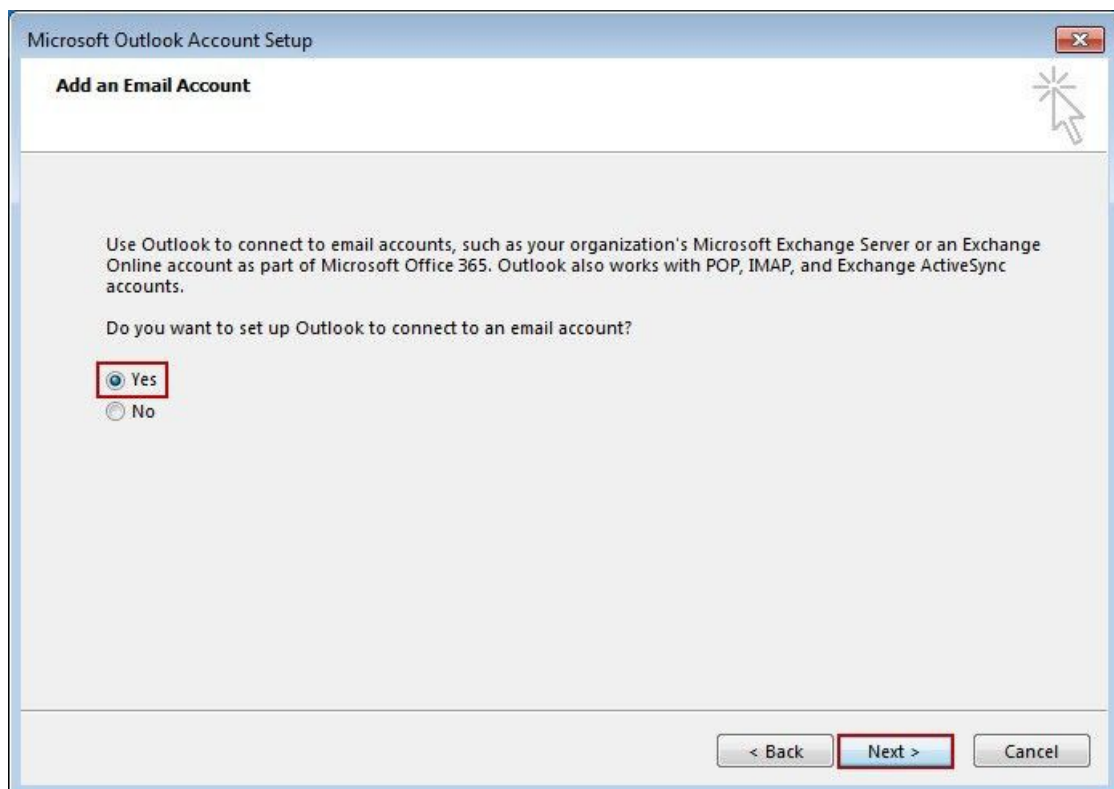 Microsoft Outlook Account Setup
Add an Email Account
Use Outlook to connect to email accounts, such as your organization's Microsoft Exchange Server or an Exchange
Online account as part of Microsoft Office 365. Outlook also works with POP, IMAP, and Exchange ActiveSync
accounts.
Do you want to set up Outlook to connect to an email account?
Yes
No
< Back Next > Cancel